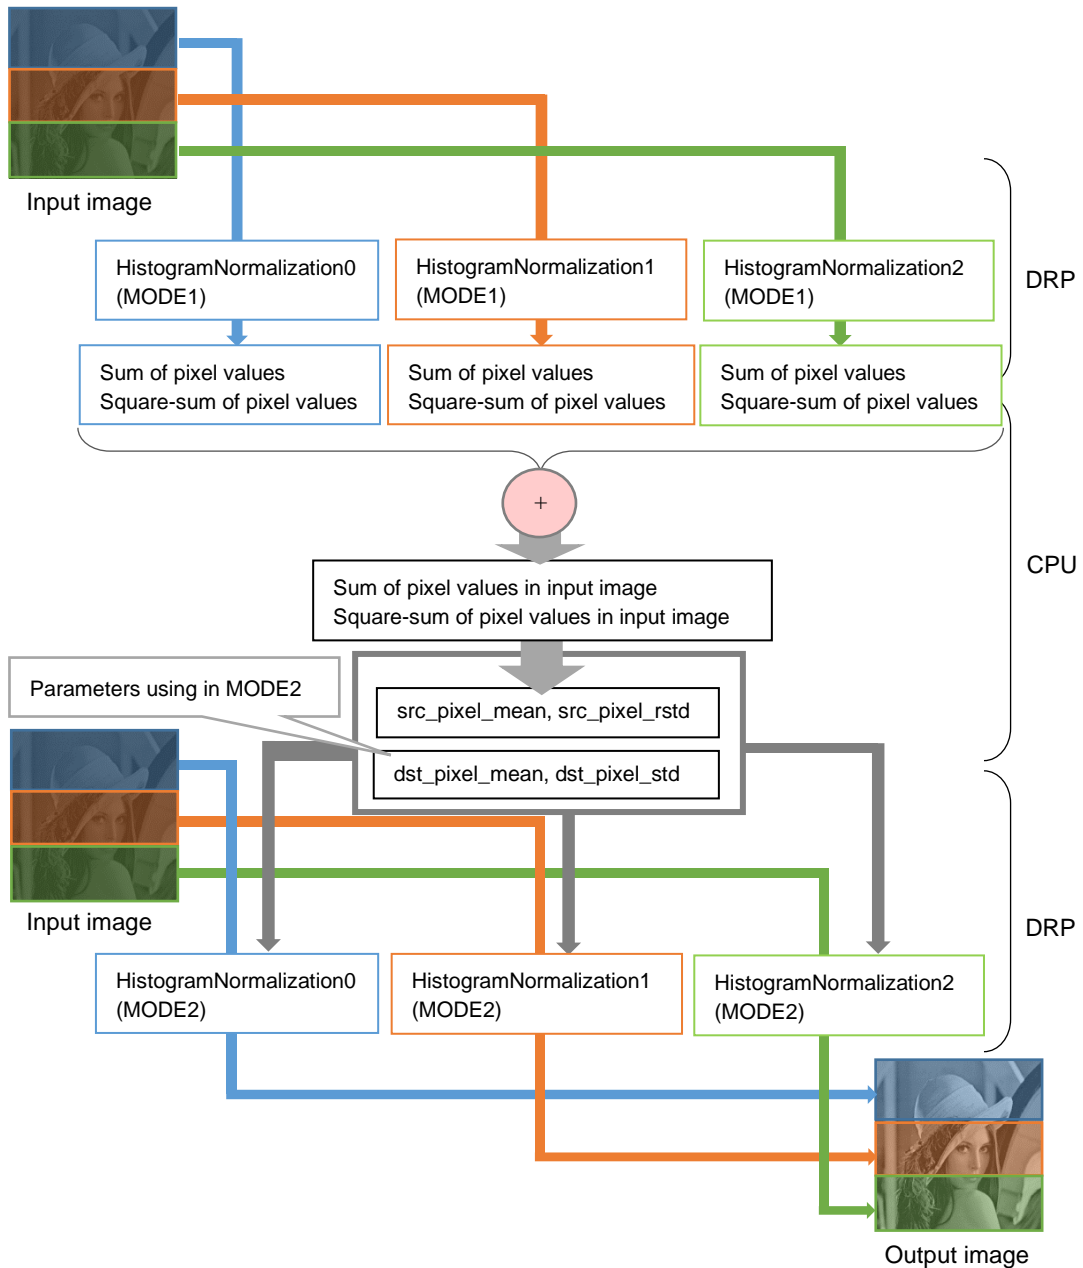 Input image
HistogramNormalization0
(MODE1)
HistogramNormalization1
(MODE1)
HistogramNormalization2
(MODE1)
DRP
Sum of pixel values
Square-sum of pixel values
Sum of pixel values
Square-sum of pixel values
Sum of pixel values
Square-sum of pixel values
+
CPU
Sum of pixel values in input image
Square-sum of pixel values in input image
Parameters using in MODE2
src_pixel_mean, src_pixel_rstd
dst_pixel_mean, dst_pixel_std
Input image
DRP
HistogramNormalization0
(MODE2)
HistogramNormalization1
(MODE2)
HistogramNormalization2
(MODE2)
Output image